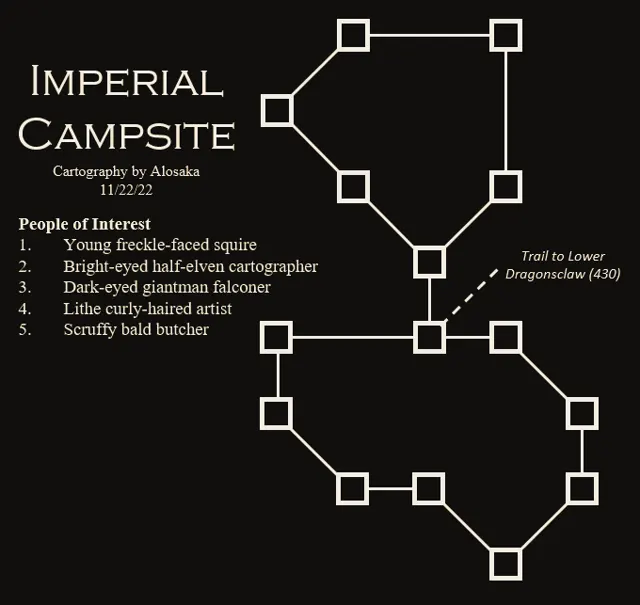 IMPERIAL
CAMPSITE
Cartography by Alosaka
11/22/22
People of Interest
1. Young freckle-faced squire
2. Bright-eyed half-elven cartographer
3. Dark-eyed giantman falconer
4. Lithe curly-haired artist
5. Scruffy bald butcher
Trail to Lower
Dragonsclaw (430)